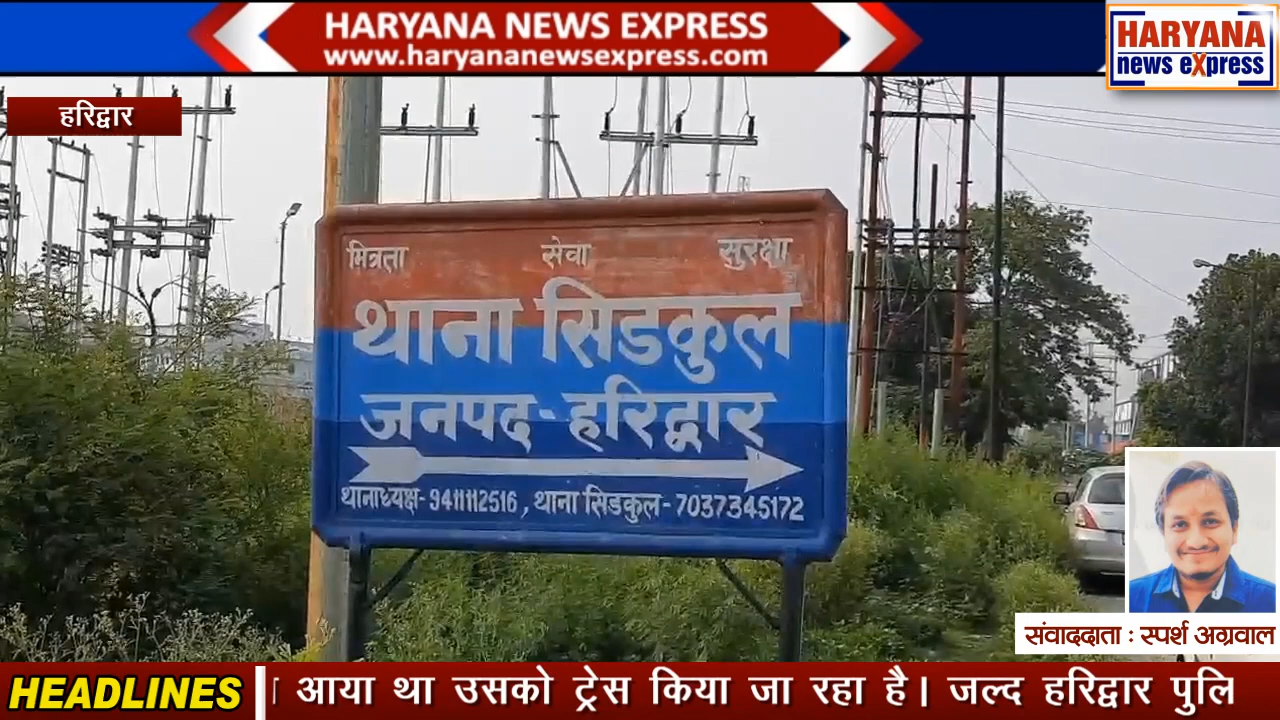 HARYANA NEWS EXPRESS
www.haryananewsexpress.com
HARYANA
news eXpress
हरिद्वार
मित्रता सेवा सुरक्षा
थाना सिडकुल
जनपद-हरिद्वार
थानाध्यक्ष-9411112516, थाना सिडकुल-7037345172
संवाददाता : स्पर्श अग्रवाल
HEADLINES
आया था उसको ट्रेस किया जा रहा है। जल्द हरिद्वार पुलि